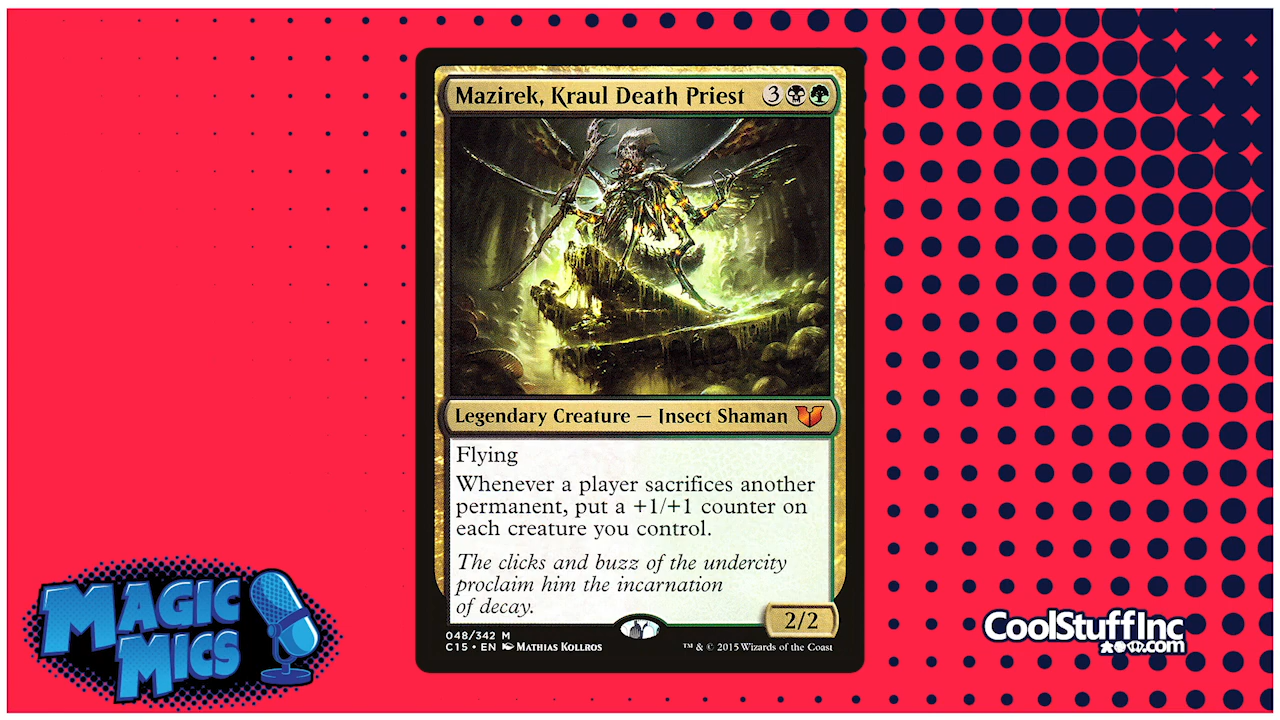 Mazirek, Kraul Death Priest 3
Legendary Creature — Insect Shaman
Flying
Whenever a player sacrifices another
permanent, put a +1/+1 counter on
each creature you control.
The clicks and buzz of the undercity
proclaim him the incarnation
of decay.
2/2
048/342 M
C15 • EN Mathias Kollros
™ & © 2015 Wizards of the Coast
MAGIC
MICS
CoolStuffInc
.com